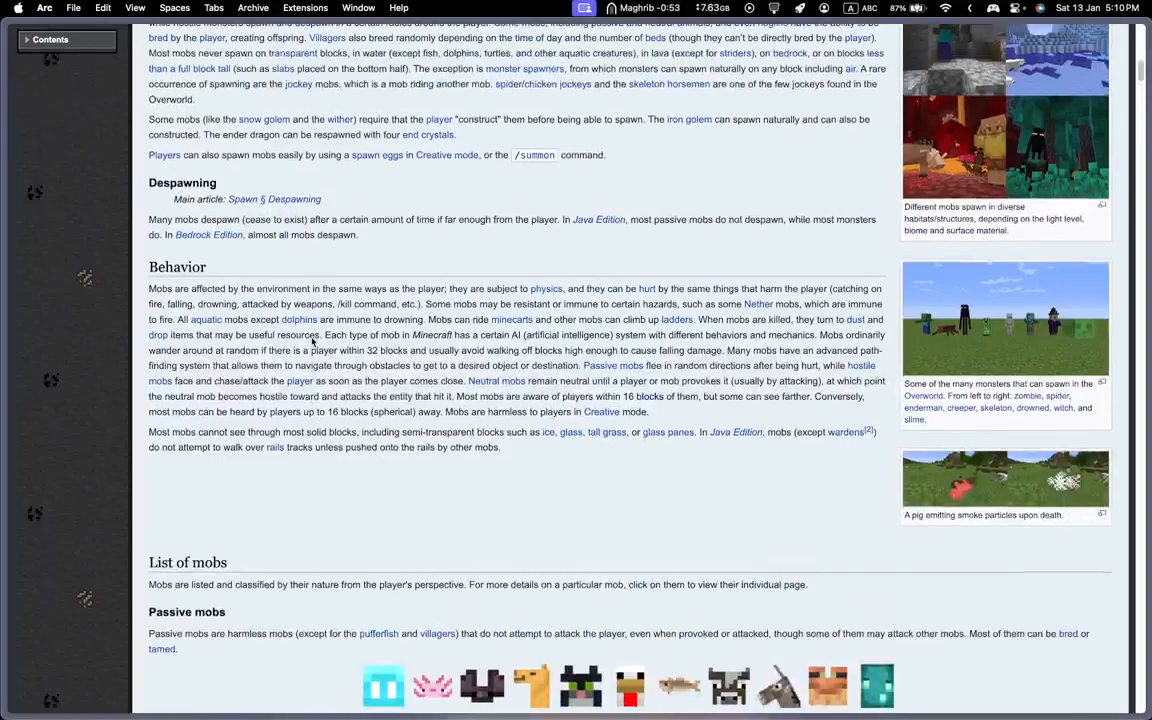 Arc File Edit View Spaces Tabs Archive Extensions Window Help Maghrib -0:53 7.63GB ABC 87% Sat 13 Jan 5:10 PM
Contents
bred by the player, creating offspring. Villagers also breed randomly depending on the time of day and the number of beds (though they can't be directly bred by the player).
Most mobs never spawn on transparent blocks, in water (except fish, dolphins, turtles, and other aquatic creatures), in lava (except for striders), on bedrock, or on blocks less
than a full block tall (such as slabs placed on the bottom half). The exception is monster spawners, from which monsters can spawn naturally on any block including air. A rare
occurrence of spawning are the jockey mobs, which is a mob riding another mob. spider/chicken jockeys and the skeleton horsemen are one of the few jockeys found in the
Overworld.
Some mobs (like the snow golem and the wither) require that the player "construct" them before being able to spawn. The iron golem can spawn naturally and can also be
constructed. The ender dragon can be respawned with four end crystals.
Players can also spawn mobs easily by using a spawn eggs in Creative mode, or the /summon command.
Despawning
Main article: Spawn § Despawning
Many mobs despawn (cease to exist) after a certain amount of time if far enough from the player. In Java Edition, most passive mobs do not despawn, while most monsters
do. In Bedrock Edition, almost all mobs despawn.
Behavior
Mobs are affected by the environment in the same ways as the player; they are subject to physics, and they can be hurt by the same things that harm the player (catching on
fire, falling, drowning, attacked by weapons, /kill command, etc.). Some mobs may be resistant or immune to certain hazards, such as some Nether mobs, which are immune
to fire. All aquatic mobs except dolphins are immune to drowning. Mobs can ride minecarts and other mobs can climb up ladders. When mobs are killed, they turn to dust and
drop items that may be useful resources. Each type of mob in Minecraft has a certain AI (artificial intelligence) system with different behaviors and mechanics. Mobs ordinarily
wander around at random if there is a player within 32 blocks and usually avoid walking off blocks high enough to cause falling damage. Many mobs have an advanced path-
finding system that allows them to navigate through obstacles to get to a desired object or destination. Passive mobs flee in random directions after being hurt, while hostile
mobs face and chase/attack the player as soon as the player comes close. Neutral mobs remain neutral until a player or mob provokes it (usually by attacking), at which point
the neutral mob becomes hostile toward and attacks the entity that hit it. Most mobs are aware of players within 16 blocks of them, but some can see farther. Conversely,
most mobs can be heard by players up to 16 blocks (spherical) away. Mobs are harmless to players in Creative mode.
Most mobs cannot see through most solid blocks, including semi-transparent blocks such as ice, glass, tall grass, or glass panes. In Java Edition, mobs (except wardens[2])
do not attempt to walk over rails tracks unless pushed onto the rails by other mobs.
Different mobs spawn in diverse
habitats/structures, depending on the light level,
biome and surface material.
Some of the many monsters that can spawn in the
Overworld. From left to right: zombie, spider,
enderman, creeper, skeleton, drowned, witch, and
slime.
A pig emitting smoke particles upon death.
List of mobs
Mobs are listed and classified by their nature from the player's perspective. For more details on a particular mob, click on them to view their individual page.
Passive mobs
Passive mobs are harmless mobs (except for the pufferfish and villagers) that do not attempt to attack the player, even when provoked or attacked, though some of them may attack other mobs. Most of them can be bred or
tamed.